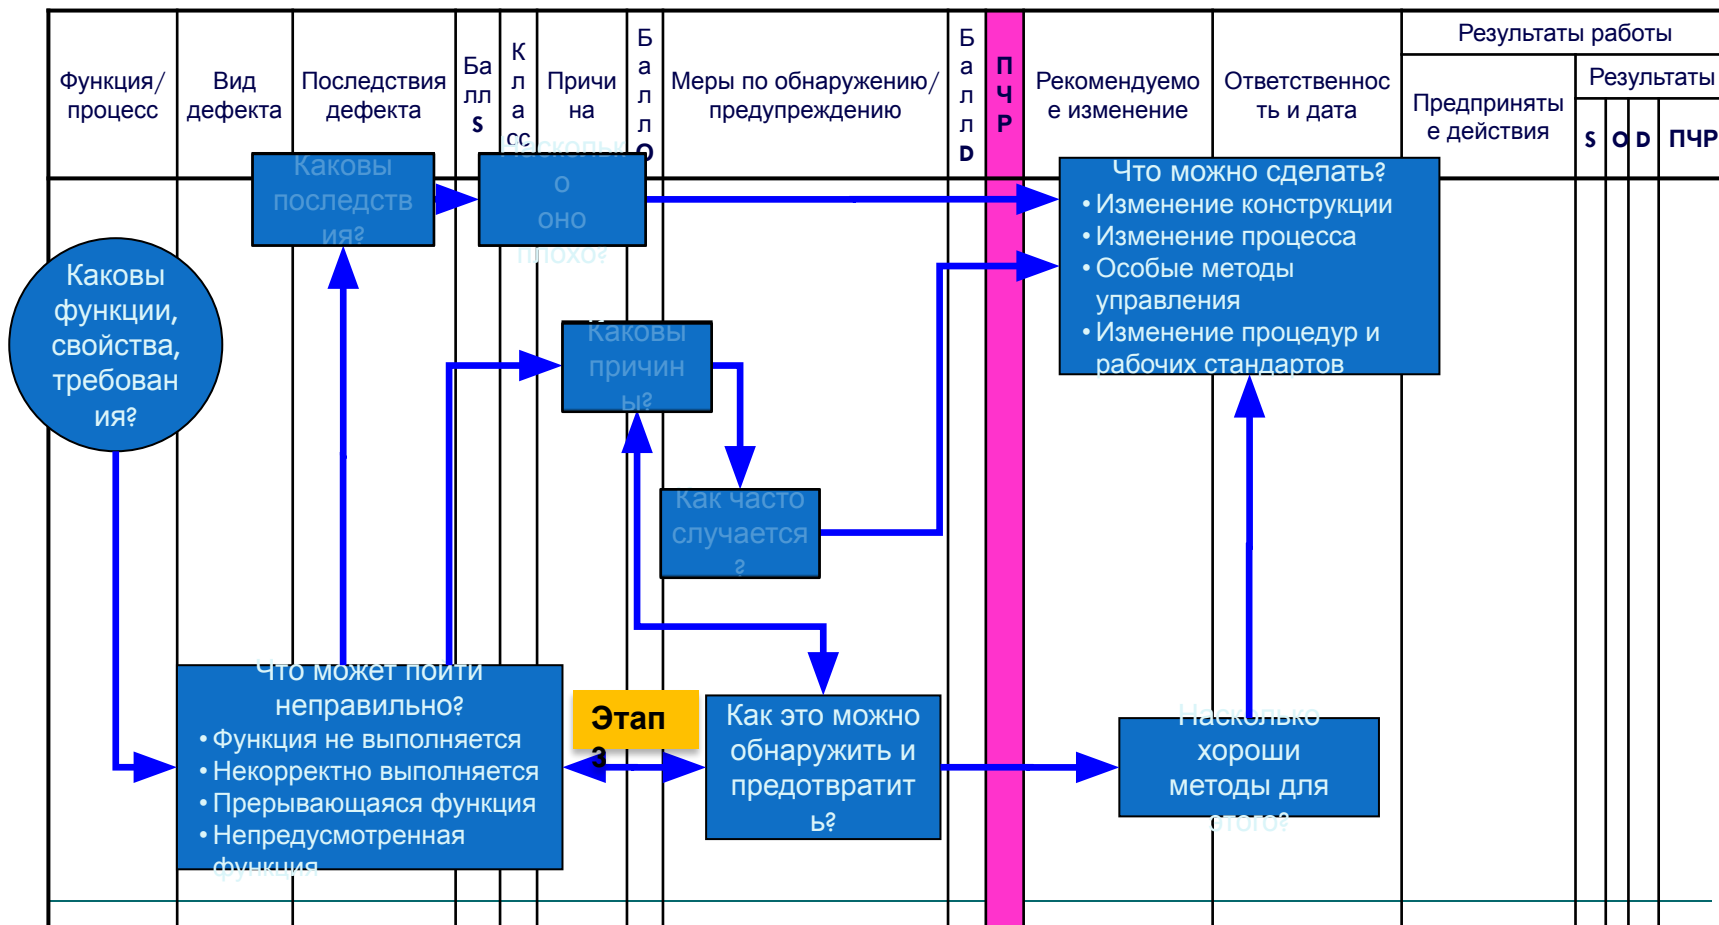 Функция/
процесс
Вид
дефекта
Последствия
дефекта
Ба
лл
S
К
л
а
сс
Причи
на
Б
а
л
л
O
Меры по обнаружению/
предупреждению
Б
а
л
л
D
П
Ч
Р
Рекомендуемо
е изменение
Ответственнос
ть и дата
Результаты работы
Предприняты
е действия
Результаты
S O D ПЧР
Каковы
последств
ия?
Наскольк
о
оно
плохо?
Что можно сделать?
• Изменение конструкции
• Изменение процесса
• Особые методы
управления
• Изменение процедур и
рабочих стандартов
Каковы
функции,
свойства,
требован
ия?
Каковы
причин
ы?
Как часто
случается
?
Что может пойти
неправильно?
• Функция не выполняется
• Некорректно выполняется
• Прерывающаяся функция
• Непредусмотренная
функция
Этап
3
Как это можно
обнаружить и
предотвратит
ь?
Насколько
хороши
методы для
этого?